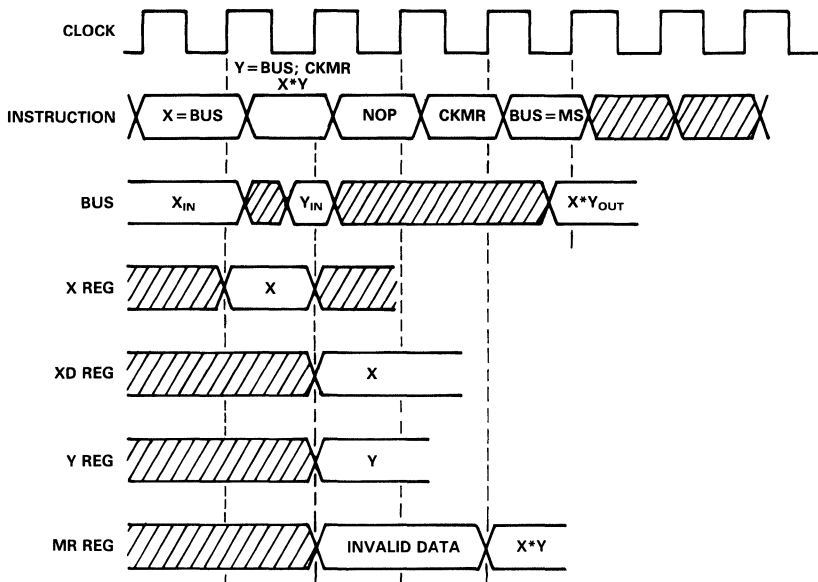 CLOCK
Y=BUS; CKMR
X*Y
INSTRUCTION X=BUS NOP CKMR BUS=MS
BUS XIN YIN X*YOUT
X REG X
XD REG X
Y REG Y
MR REG INVALID DATA X*Y